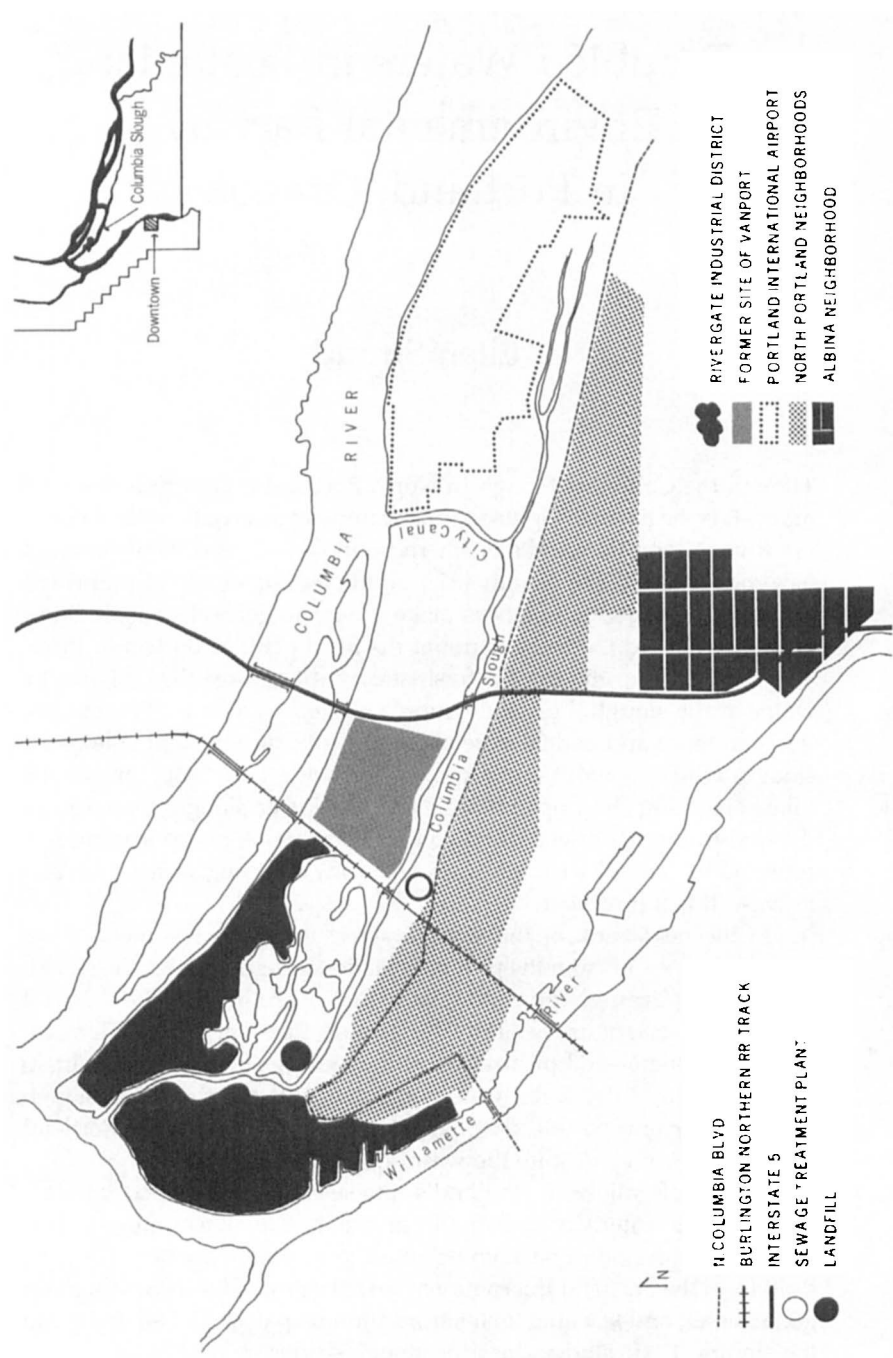 Columbia Slough
Downtown
COLUMBIA
RIVER
City Canal
Columbia
Slough
Willamette
River
N
N. COLUMBIA BLVD
BURLINGTON NORTHERN RR TRACK
INTERSTATE 5
SEWAGE TREATMENT PLANT
LANDFILL
RIVERGATE INDUSTRIAL DISTRICT
FORMER SITE OF VANPORT
PORTLAND INTERNATIONAL AIRPORT
NORTH PORTLAND NEIGHBORHOODS
ALBINA NEIGHBORHOOD